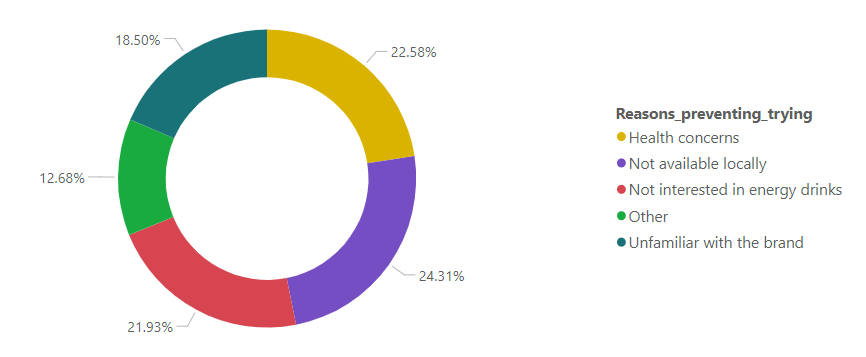 18.50%
22.58%
12.68%
24.31%
21.93%
Reasons_preventing_trying
Health concerns
Not available locally
Not interested in energy drinks
Other
Unfamiliar with the brand